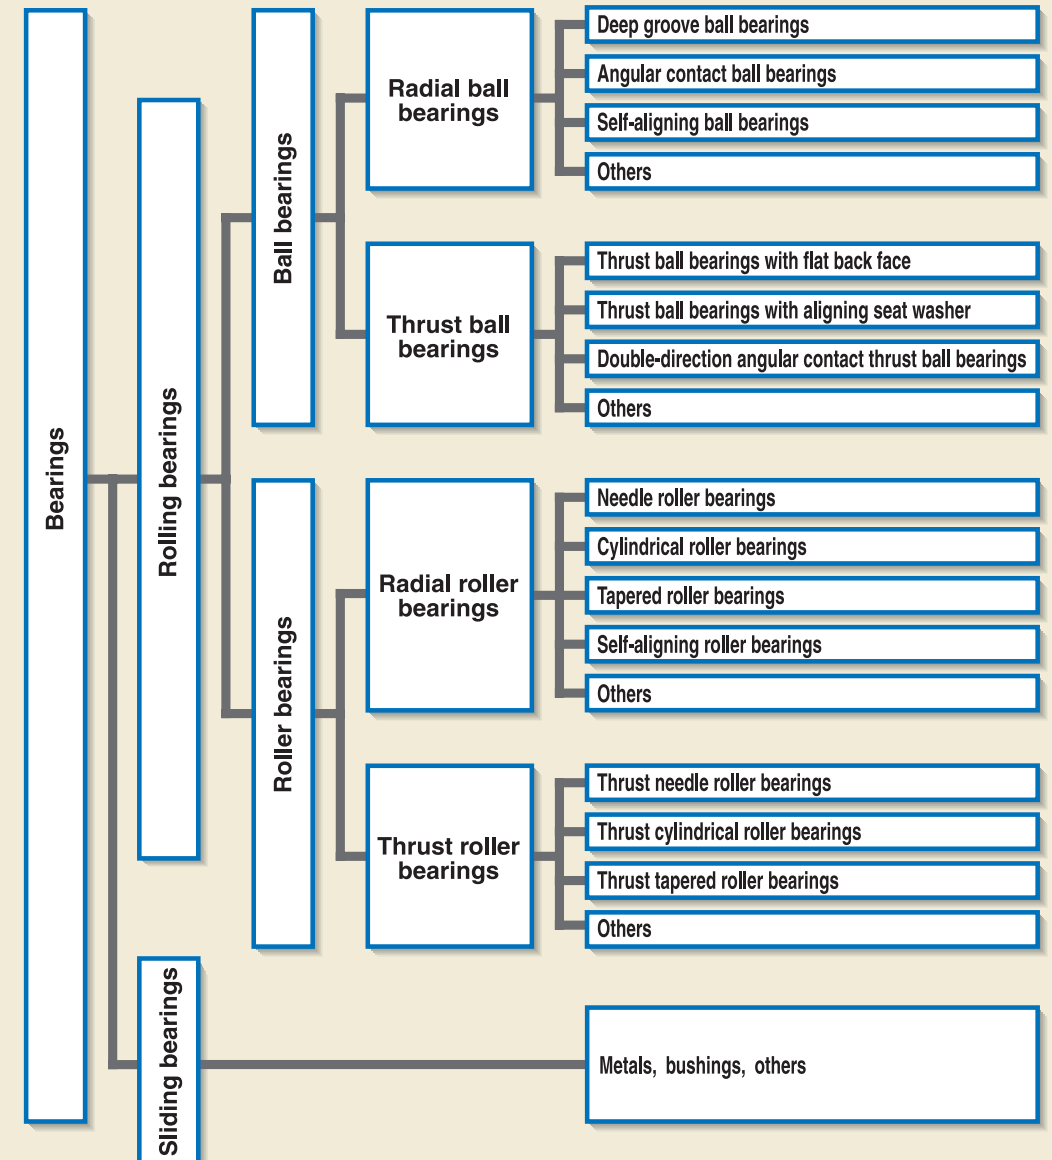 Bearings
Rolling bearings
Ball bearings
Radial ball
bearings
Deep groove ball bearings
Angular contact ball bearings
Self-aligning ball bearings
Others
Thrust ball
bearings
Thrust ball bearings with flat back face
Thrust ball bearings with aligning seat washer
Double-direction angular contact thrust ball bearings
Others
Roller bearings
Radial roller
bearings
Needle roller bearings
Cylindrical roller bearings
Tapered roller bearings
Self-aligning roller bearings
Others
Thrust roller
bearings
Thrust needle roller bearings
Thrust cylindrical roller bearings
Thrust tapered roller bearings
Others
Sliding bearings
Metals, bushings, others